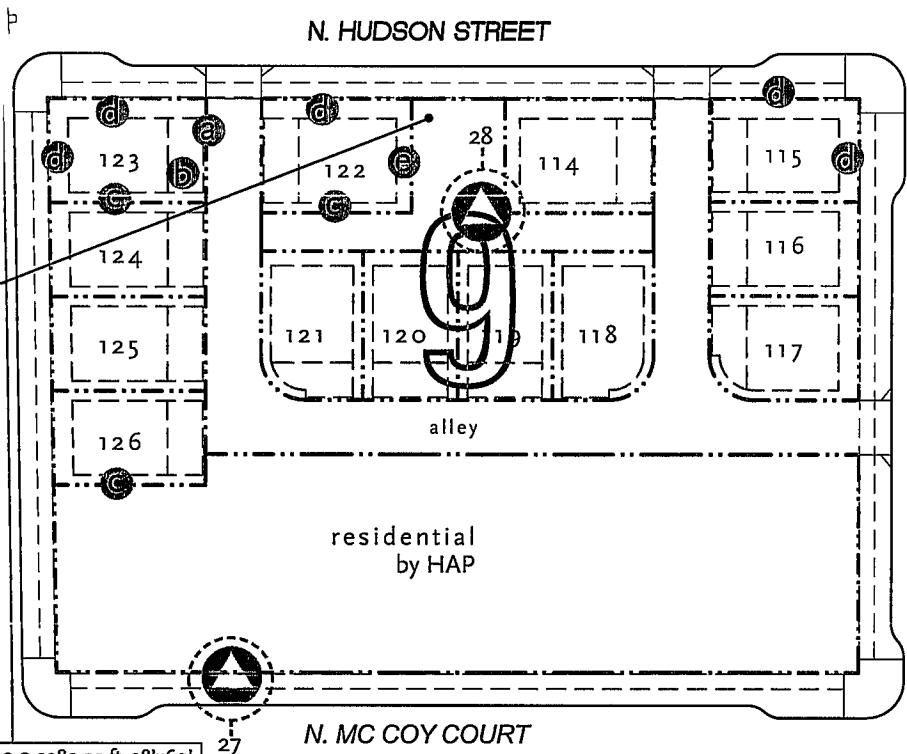 N. HUDSON STREET
d d d
a
d 123 b e 28 114 115 d
122
c c
124 116
9
125 121 120 119 118 117
alley
126
c
residential
by HAP
27
N. MC COY COURT